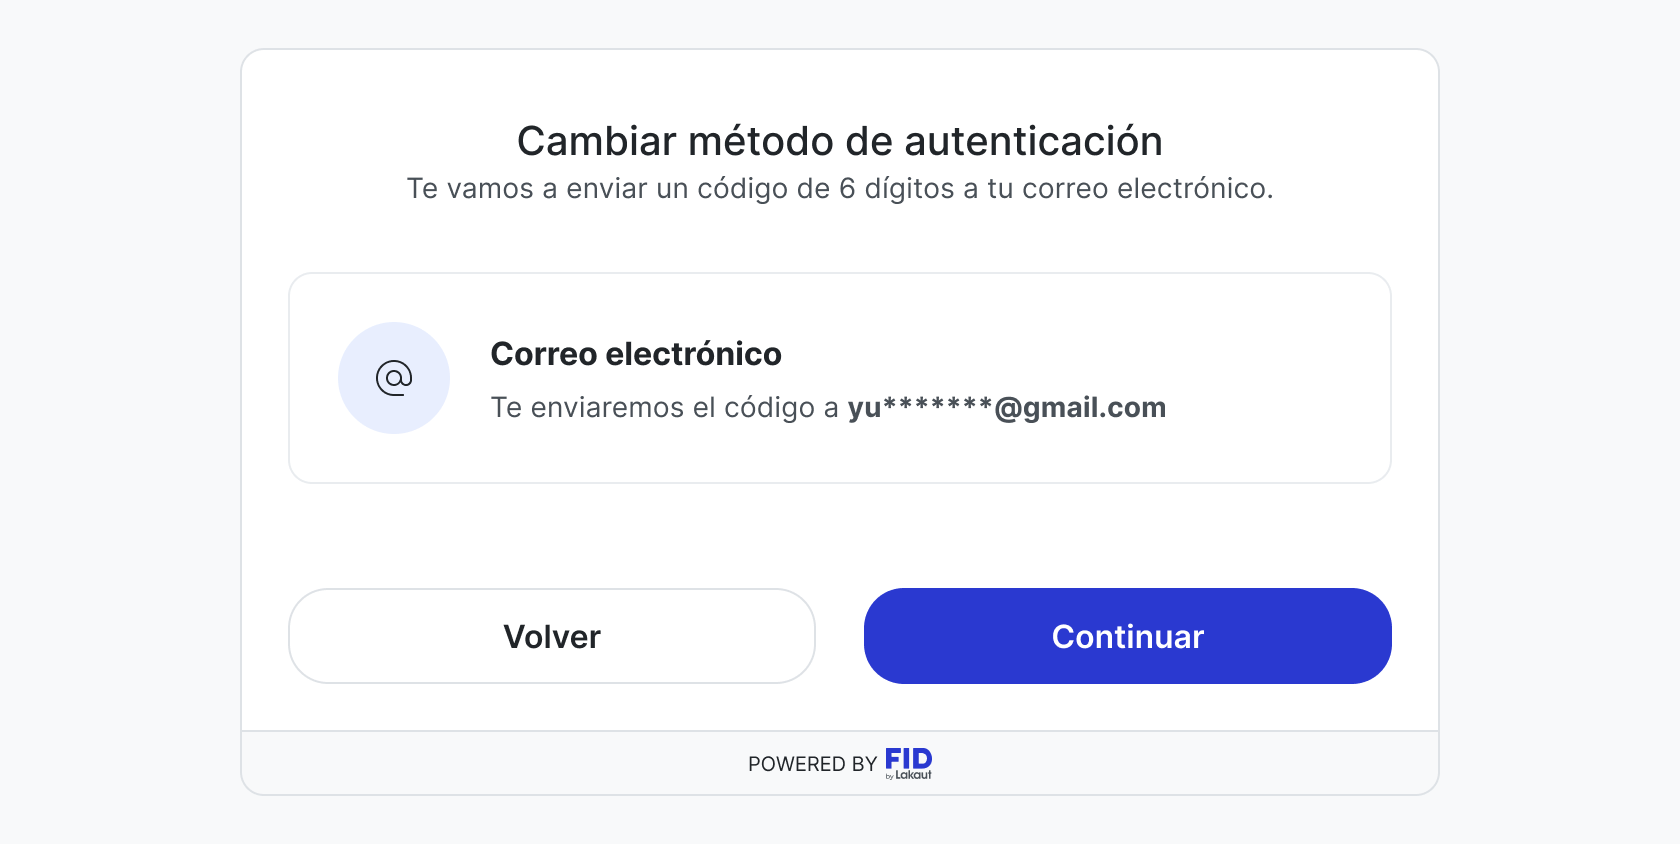 Cambiar método de autenticación
Te vamos a enviar un código de 6 dígitos a tu correo electrónico.
@
Correo electrónico
Te enviaremos el código a yu*******@gmail.com
Volver
Continuar
POWERED BY FID
by Lakaut